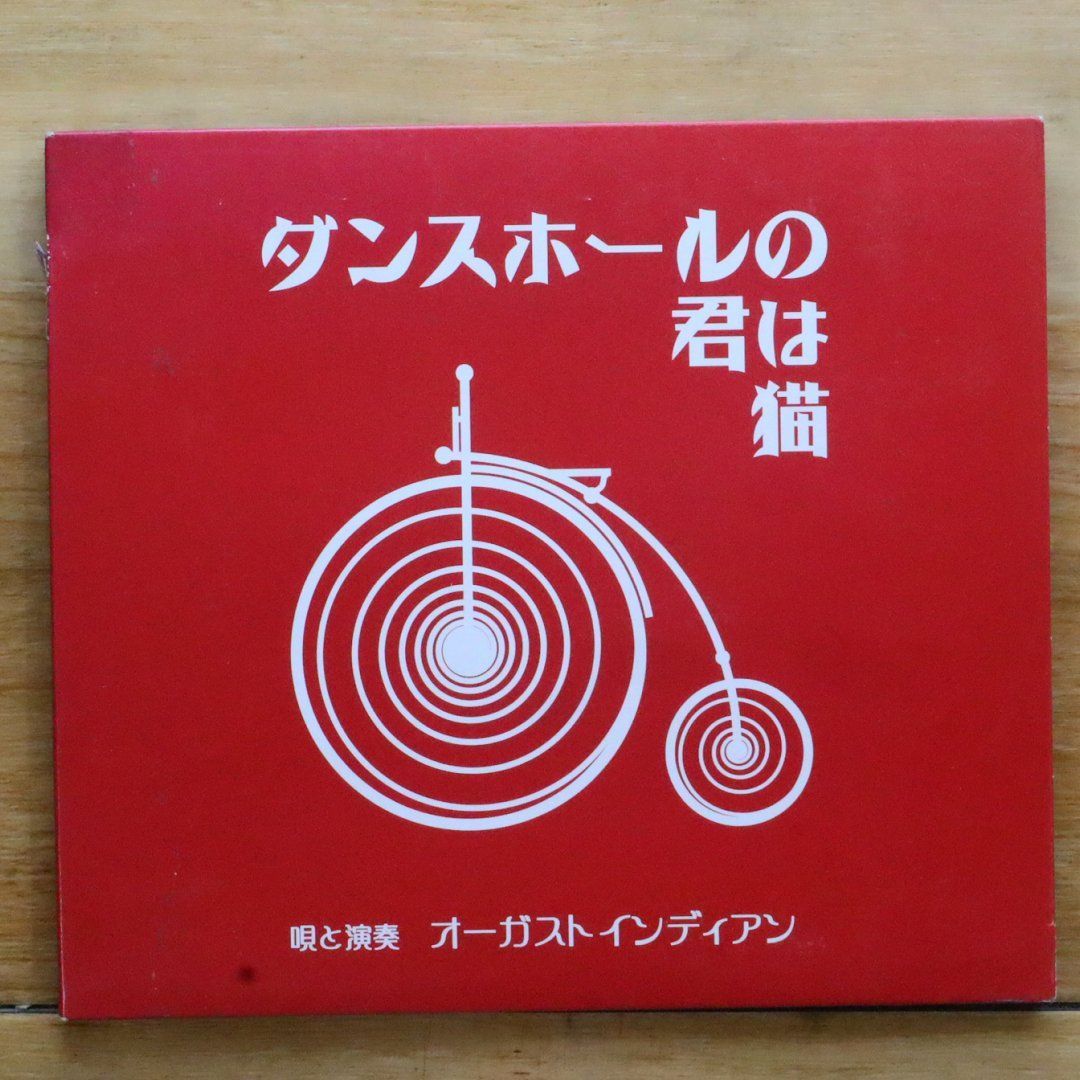 ダンスホールの
君は
猫
唄と演奏 オーガストインディアン